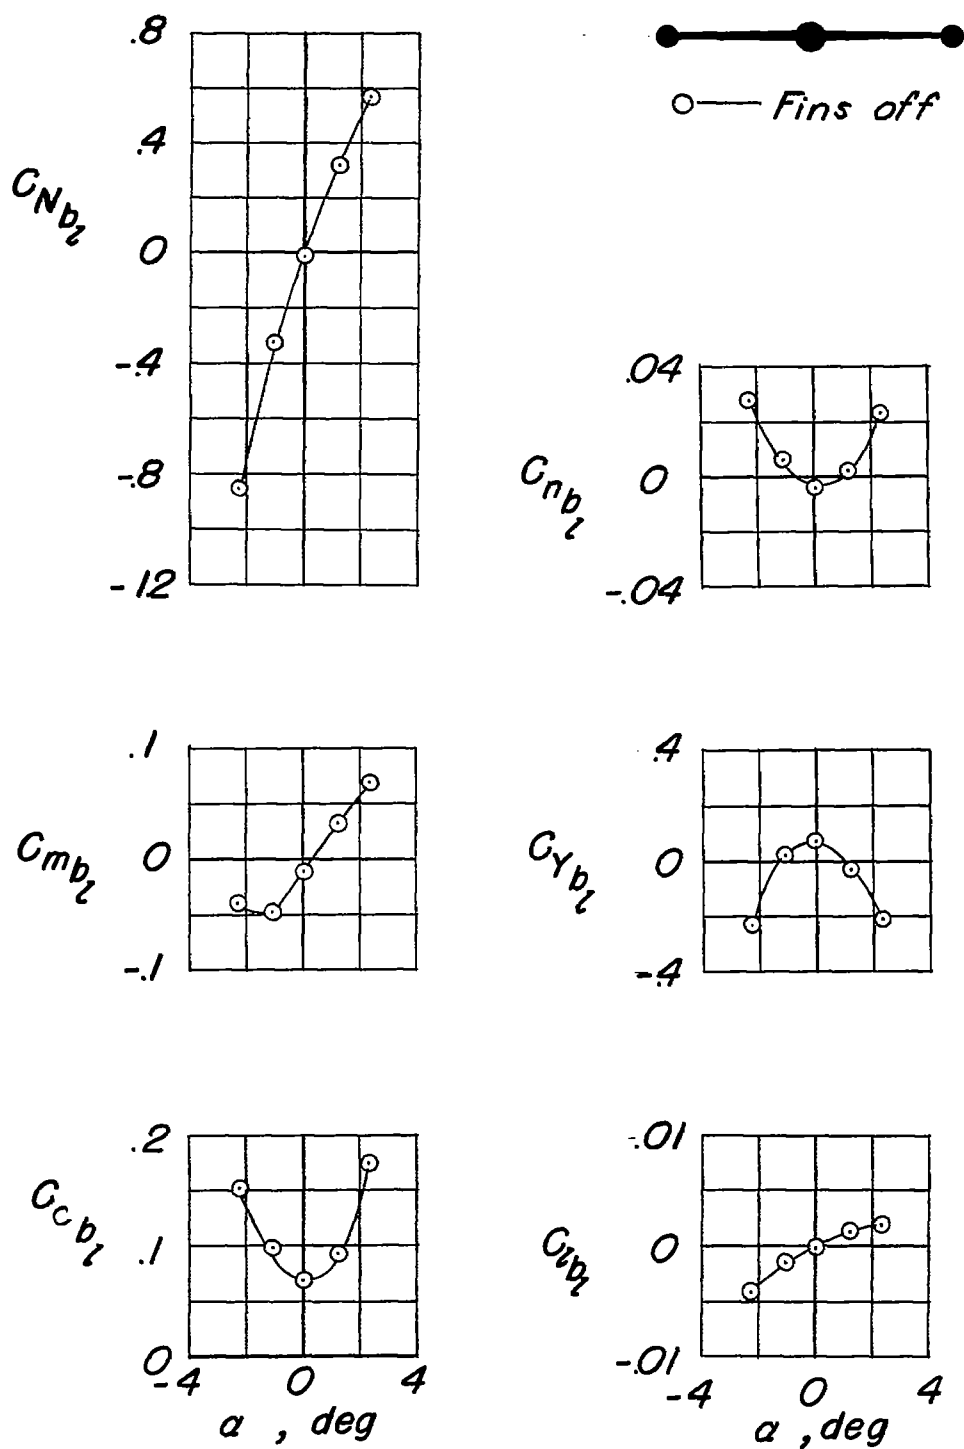 Fins off
.8
.4
0
-.4
-.8
-1.2
C_{N_{b_l}}
.04
0
-.04
C_{n_{b_l}}
.1
0
-.1
C_{m_{b_l}}
.4
0
-.4
C_{Y_{b_l}}
.2
.1
0
C_{c_{b_l}}
-4 0 4
α , deg
-.01
0
-.01
C_{l_{b_l}}
-4 0 4
α , deg